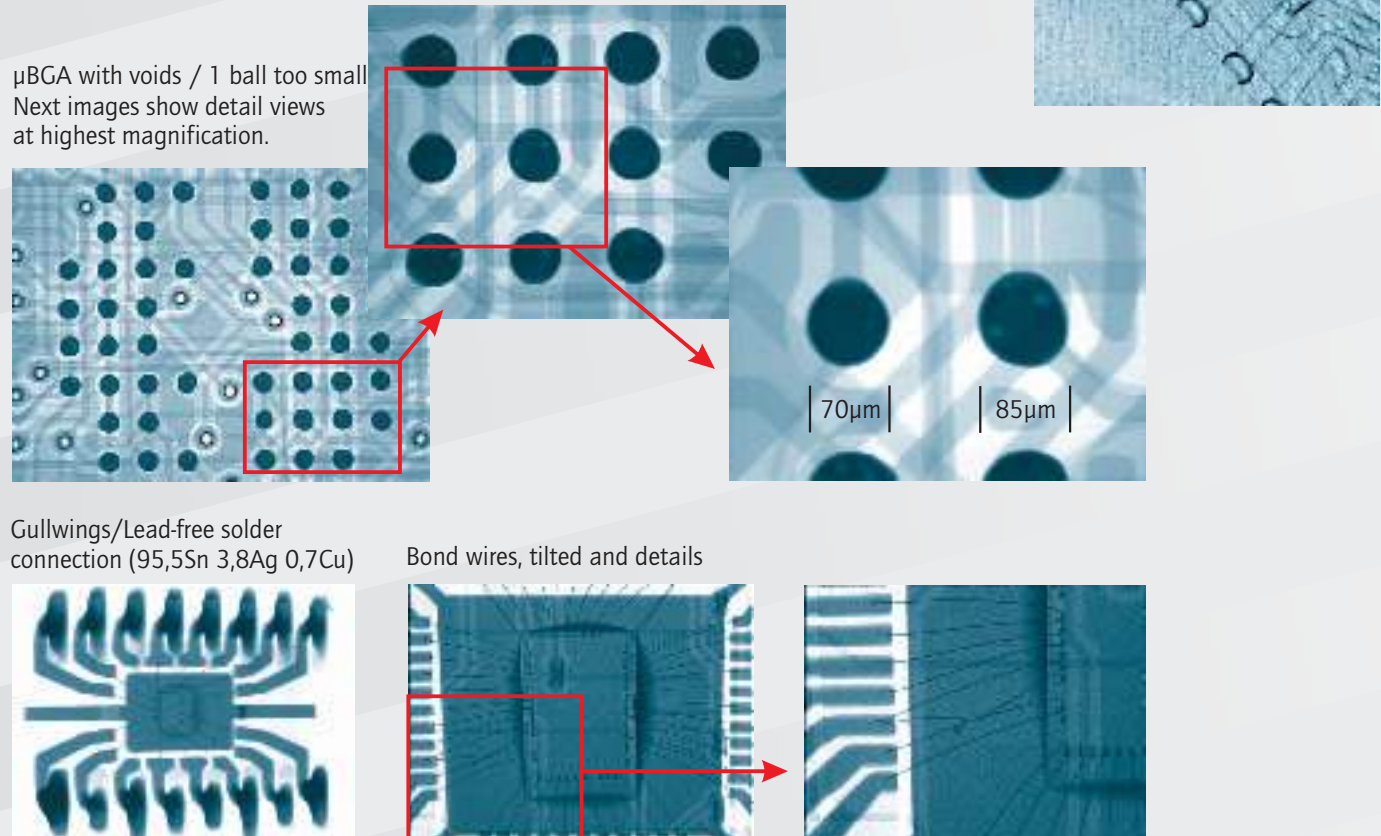 µBGA with voids / 1 ball too small
Next images show detail views
at highest magnification.
70µm
85µm
Gullwings/Lead-free solder
connection (95,5Sn 3,8Ag 0,7Cu)
Bond wires, tilted and details